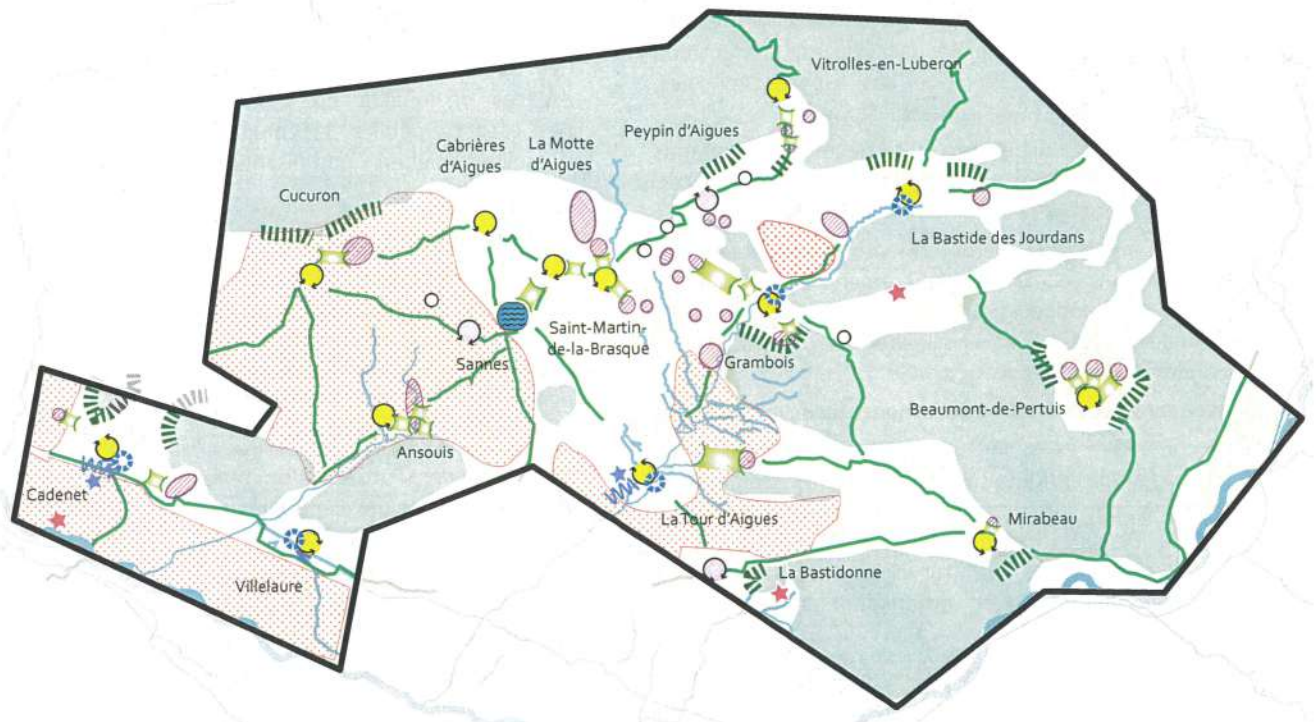 Vitrolles-en-Luberon
Peypin d'Aigues
La Motte
d'Aigues
Cabrières
d'Aigues
Cucuron
La Bastide des Jourdans
Saint-Martin-
de-la-Brasque
Sannes
Grambois
Beaumont-de-Pertuis
Ansouis
Cadenet
La Tour d'Aigues
Mirabeau
Villelaure
La Bastidonne